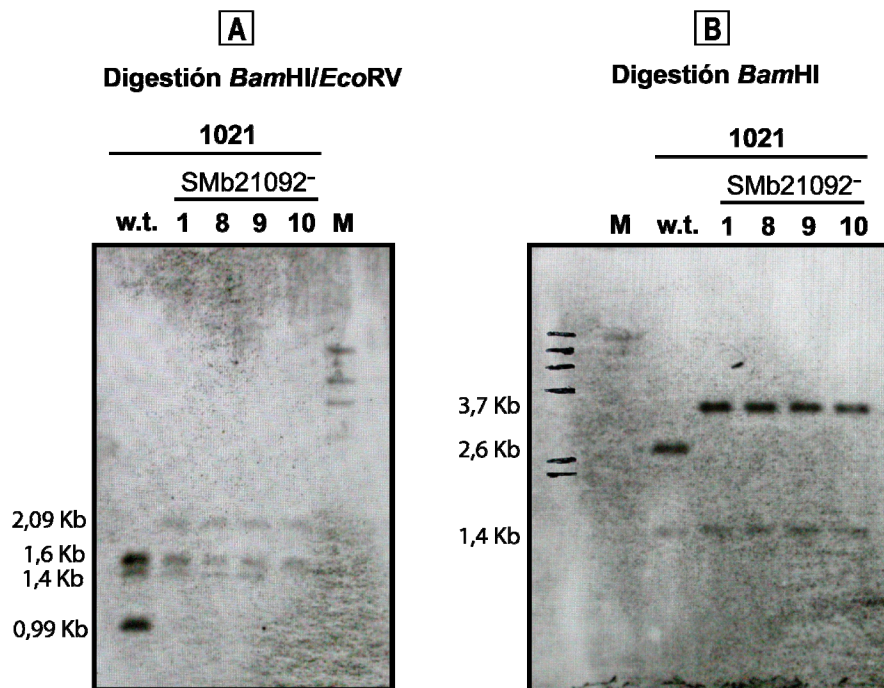 A
Digestión BamHI/EcoRV
1021
SMb21092⁻
w.t. 1 8 9 10 M
2,09 Kb
1,6 Kb
1,4 Kb
0,99 Kb
B
Digestión BamHI
1021
SMb21092⁻
M w.t. 1 8 9 10
3,7 Kb
2,6 Kb
1,4 Kb